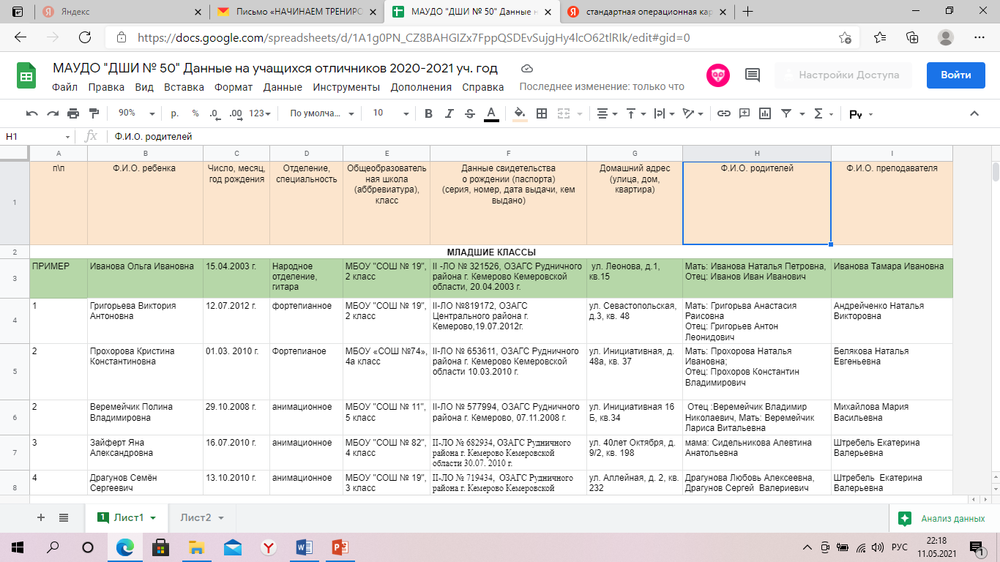 Яндекс
Письмо «НАЧИНАЕМ ТРЕНИРО
МАУДО "ДШИ № 50" Данные н
стандартная операционная кар
https://docs.google.com/spreadsheets/d/1A1g0PN_CZ8BAHGIZx7FppQSDEvSujgHy4lcO62tlRIk/edit#gid=0
МАУДО "ДШИ № 50" Данные на учащихся отличников 2020-2021 уч. год
Файл Правка Вид Вставка Формат Данные Инструменты Дополнения Справка
Последнее изменение: только что
Настройки Доступа
Войти
90% р. % .0 .00 123 По умолча... 10 B I S A Σ Ру
H1 fx Ф.И.О. родителей
A B C D E F G H I
1
п\п
Ф.И.О. ребенка
Число, месяц,
год рождения
Отделение,
специальность
Общеобразователь
ная школа
(аббревиатура),
класс
Данные свидетельства
о рождении (паспорта)
(серия, номер, дата выдачи, кем
выдано)
Домашний адрес
(улица, дом,
квартира)
Ф.И.О. родителей
Ф.И.О. преподавателя
2
МЛАДШИЕ КЛАССЫ
3
ПРИМЕР
Иванова Ольга Ивановна
15.04.2003 г.
Народное
отделение,
гитара
МБОУ "СОШ № 19",
2 класс
II -ЛО № 321526, ОЗАГС Рудничного
района г. Кемерово Кемеровской
области, 20.04.2003 г.
ул. Леонова, д.1,
кв.15
Мать: Иванова Наталья Петровна,
Отец: Иванов Иван Иванович
Иванова Тамара Ивановна
4
1
Григорьева Виктория
Антоновна
12.07.2012 г.
фортепианное
МБОУ "СОШ № 19",
2 класс
II-ЛО №819172, ОЗАГС
Центрального района г.
Кемерово,19.07.2012г.
ул. Севастопольская,
д.3, кв. 48
Мать: Григорьва Анастасия
Раисовна
Отец: Григорьев Антон
Леонидович
Андрейченко Наталья
Викторовна
5
2
Прохорова Кристина
Константиновна
01.03. 2010 г.
Фортепианое
МБОУ «СОШ №74»,
4а класс
II-ЛО № 653611, ОЗАГС Рудничного
района г. Кемерово Кемеровской
области 10.03.2010 г.
ул. Инициативная, д.
48а, кв. 37
Мать: Прохорова Наталья
Ивановна;
Отец: Прохоров Константин
Владимирович
Белякова Наталья
Евгеньевна
6
2
Веремейчик Полина
Владимировна
29.10.2008 г.
анимационное
МБОУ "СОШ № 11",
5 класс
II-ЛО № 577994, ОЗАГС Рудничного
района г. Кемерово, 07.11.2008 г.
ул. Инициативная 16
Б, кв.34
Отец :Веремейчик Владимир
Николаевич, Мать: Веремейчик
Лариса Витальевна
Михайлова Мария
Васильевна
7
3
Зайферт Яна
Александровна
16.07.2010 г.
анимационное
МБОУ "СОШ № 82",
4 класс
II-ЛО № 682934, ОЗАГС Рудничного
района г. Кемерово Кемеровской
области 30.07. 2010 г.
ул. 40лет Октября, д.
9/2, кв. 198
мама: Сидельникова Алевтина
Анатольевна
Штребель Екатерина
Валерьевна
8
4
Драгунов Семён
Сергеевич
13.10.2010 г.
анимационное
МБОУ "СОШ № 19",
3 класс
II-ЛО № 719434, ОЗАГС Рудничного
района г. Кемерово Кемеровской
ул. Аллейная, д. 2, кв.
232
Драгунова Любовь Алексеевна,
Драгунов Сергей Валериевич
Штребель Екатерина
Валерьевна
1 Лист1
Лист2
Анализ данных
РУС
22:18
11.05.2021
1